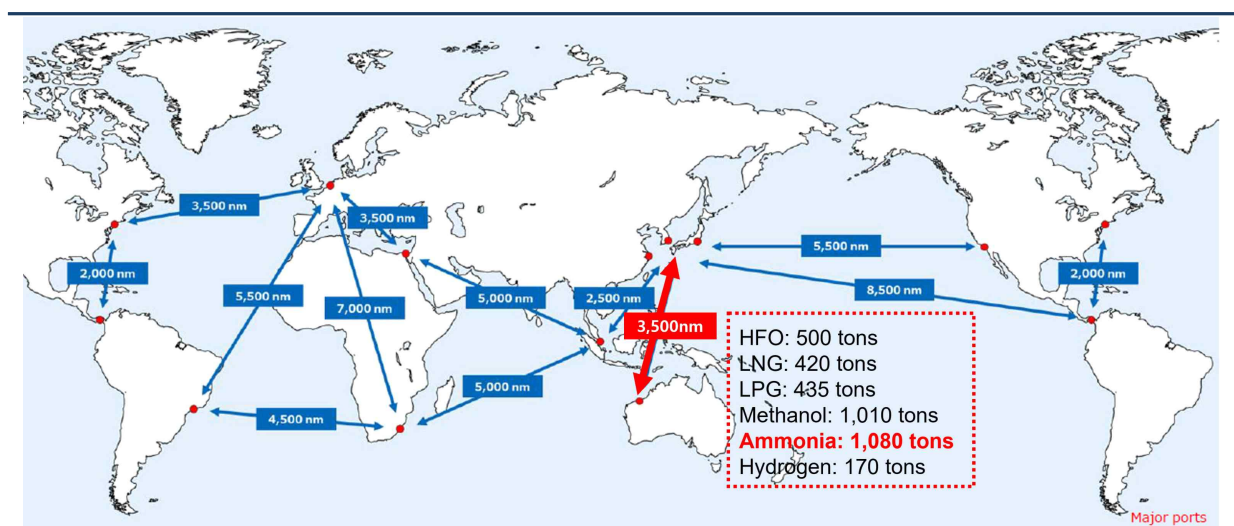 3,500 nm
3,500 nm
2,000 nm
5,500 nm
7,000 nm
5,000 nm
2,500 nm
5,500 nm
8,500 nm
2,000 nm
3,500nm
5,000 nm
4,500 nm
HFO: 500 tons
LNG: 420 tons
LPG: 435 tons
Methanol: 1,010 tons
Ammonia: 1,080 tons
Hydrogen: 170 tons
Major ports